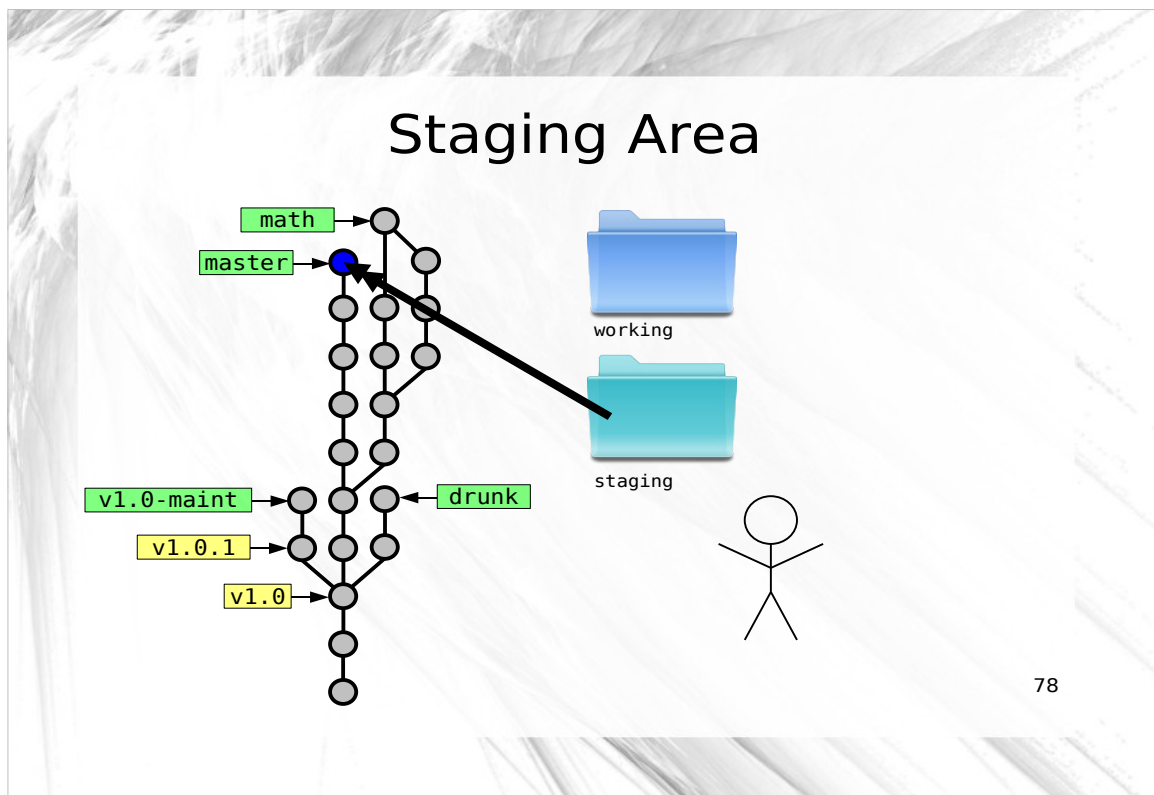 Staging Area
math
master
working
staging
v1.0-maint
drunk
v1.0.1
v1.0
78